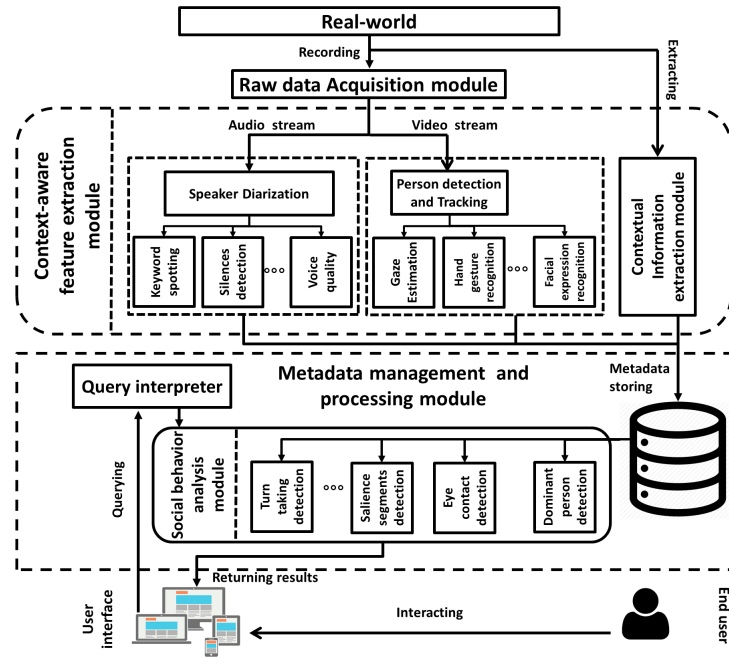 Real-world
Recording
Extracting
Raw data Acquisition module
Audio stream
Video stream
Context-aware
feature extraction
module
Speaker Diarization
Person detection
and Tracking
Contextual
Information
extraction module
Keyword
spotting
Silences
detection
Voice
quality
Gaze
Estimation
Hand
gesture
recognition
Facial
expression
recognition
Metadata
storing
Query interpreter
Metadata management and
processing module
Querying
Social behavior
analysis
module
Turn
taking
detection
Salience
segments
detection
Eye
contact
detection
Dominant
person
detection
Returning results
User
interface
Interacting
End user